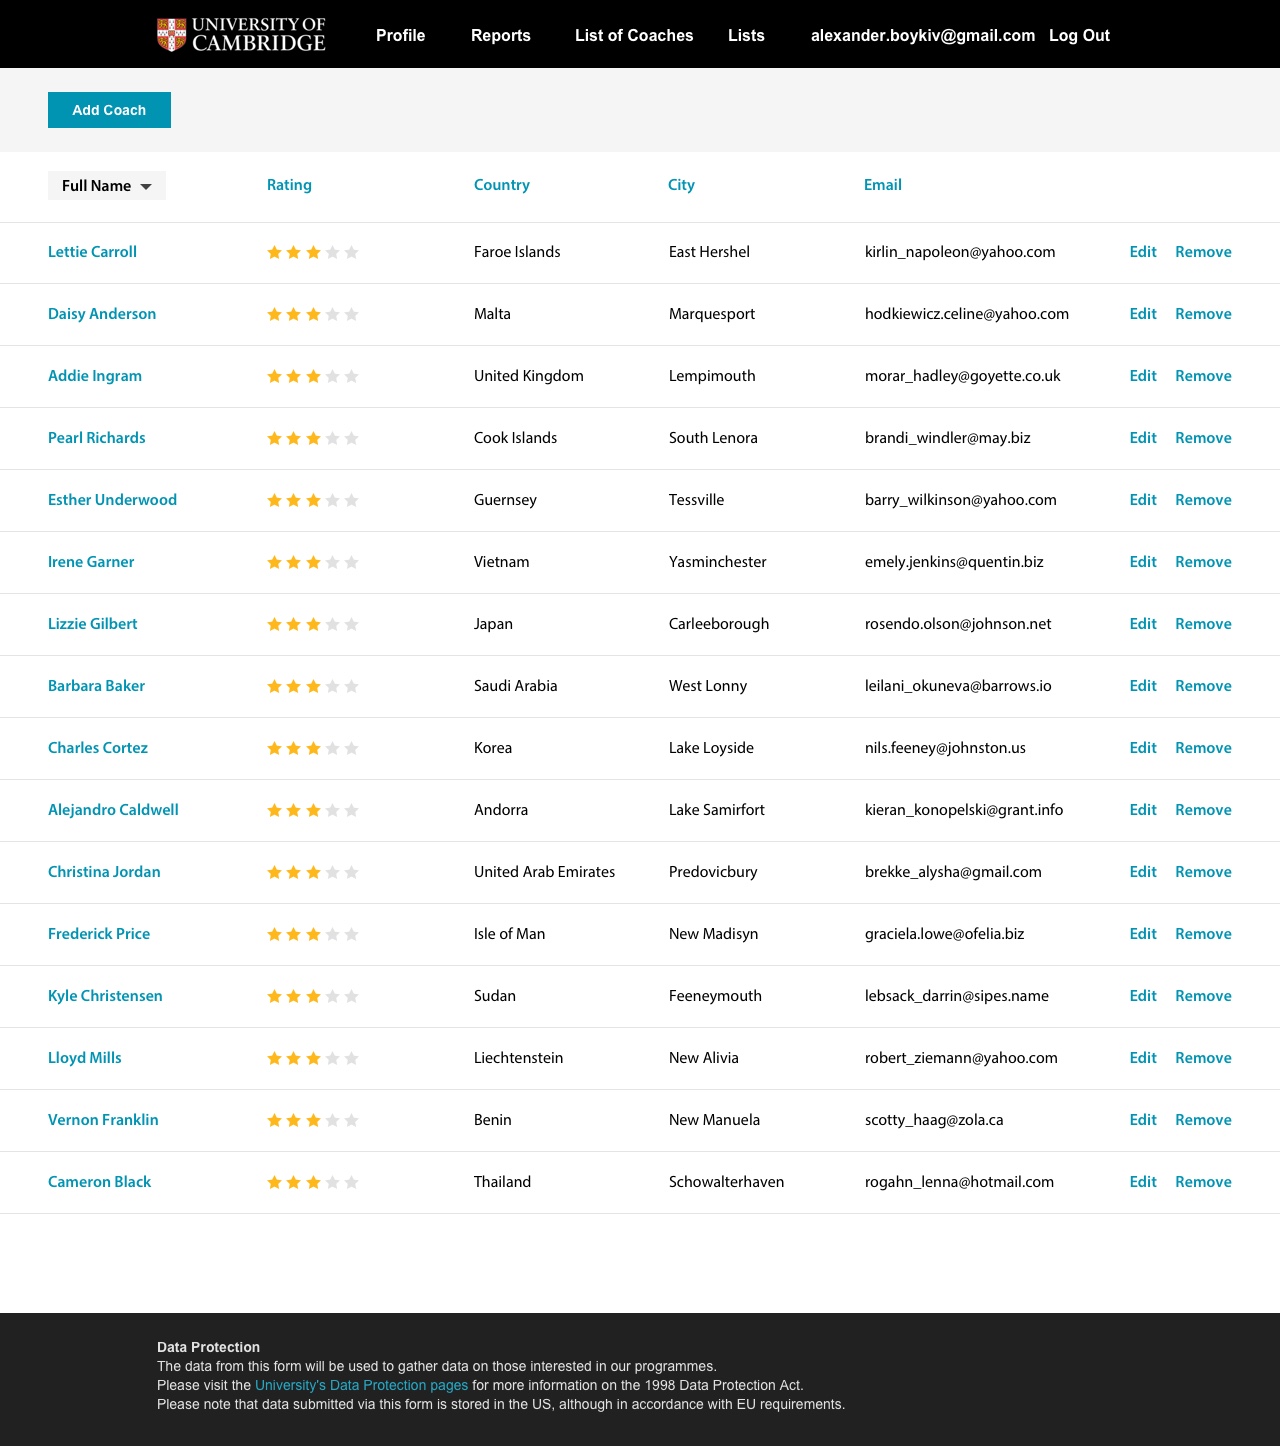 UNIVERSITY OF
CAMBRIDGE
Profile Reports List of Coaches Lists alexander.boykiv@gmail.com Log Out
Add Coach
Full Name Rating Country City Email
Lettie Carroll Faroe Islands East Hershel kirlin_napoleon@yahoo.com Edit Remove
Daisy Anderson Malta Marquesport hodkiewicz.celine@yahoo.com Edit Remove
Addie Ingram United Kingdom Lempimouth morar_hadley@goyette.co.uk Edit Remove
Pearl Richards Cook Islands South Lenora brandi_windler@may.biz Edit Remove
Esther Underwood Guernsey Tessville barry_wilkinson@yahoo.com Edit Remove
Irene Garner Vietnam Yasminchester emely.jenkins@quentin.biz Edit Remove
Lizzie Gilbert Japan Carleeborough rosendo.olson@johnson.net Edit Remove
Barbara Baker Saudi Arabia West Lonny leilani_okuneva@barrows.io Edit Remove
Charles Cortez Korea Lake Loyside nils.feeney@johnston.us Edit Remove
Alejandro Caldwell Andorra Lake Samirfort kieran_konopelski@grant.info Edit Remove
Christina Jordan United Arab Emirates Predovicbury brekke_alysha@gmail.com Edit Remove
Frederick Price Isle of Man New Madisyn graciela.lowe@ofelia.biz Edit Remove
Kyle Christensen Sudan Feeneymouth lebsack_darrin@sipes.name Edit Remove
Lloyd Mills Liechtenstein New Alivia robert_ziemann@yahoo.com Edit Remove
Vernon Franklin Benin New Manuela scotty_haag@zola.ca Edit Remove
Cameron Black Thailand Schowalterhaven rogahn_lenna@hotmail.com Edit Remove
Data Protection
The data from this form will be used to gather data on those interested in our programmes.
Please visit the University's Data Protection pages for more information on the 1998 Data Protection Act.
Please note that data submitted via this form is stored in the US, although in accordance with EU requirements.